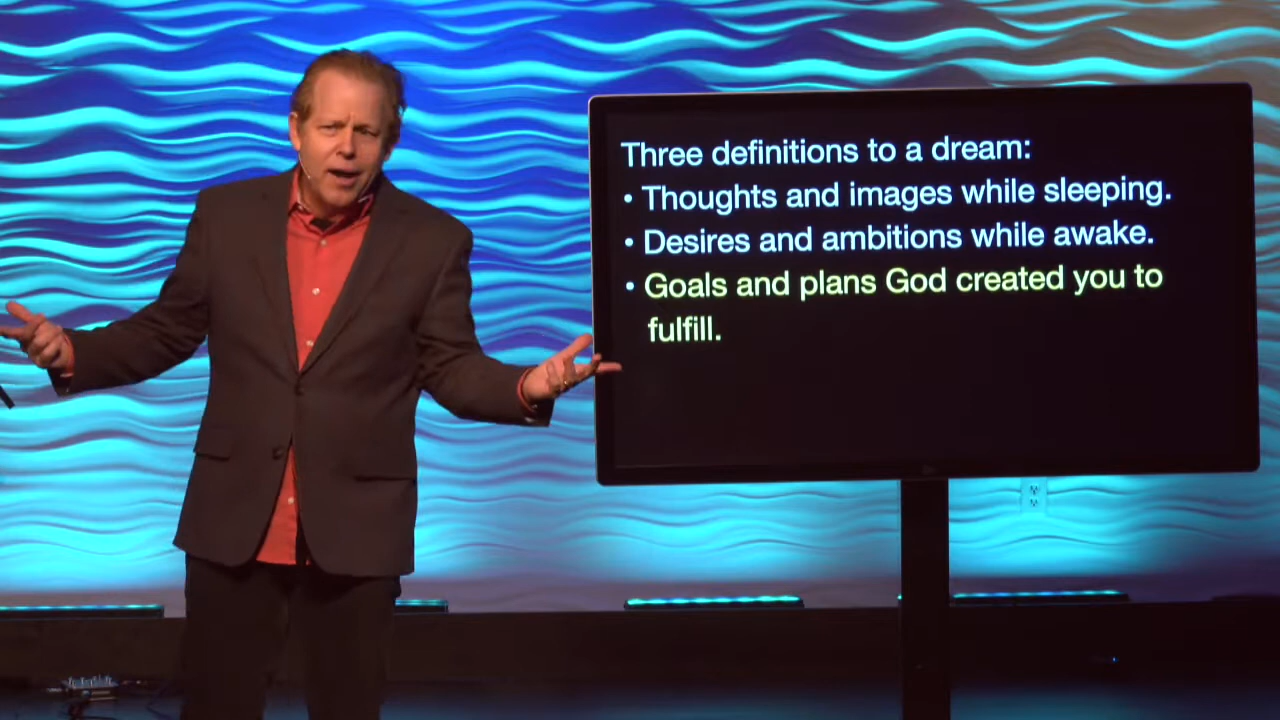 Three definitions to a dream:
• Thoughts and images while sleeping.
• Desires and ambitions while awake.
• Goals and plans God created you to
fulfill.